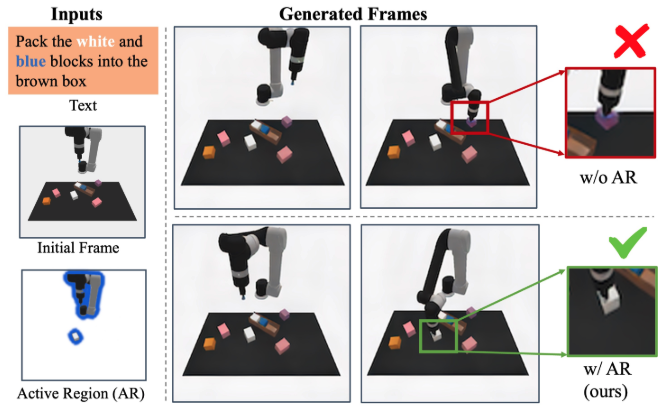 Inputs
Generated Frames
Pack the white and
blue blocks into the
brown box
Text
Initial Frame
Active Region (AR)
w/o AR
w/ AR
(ours)